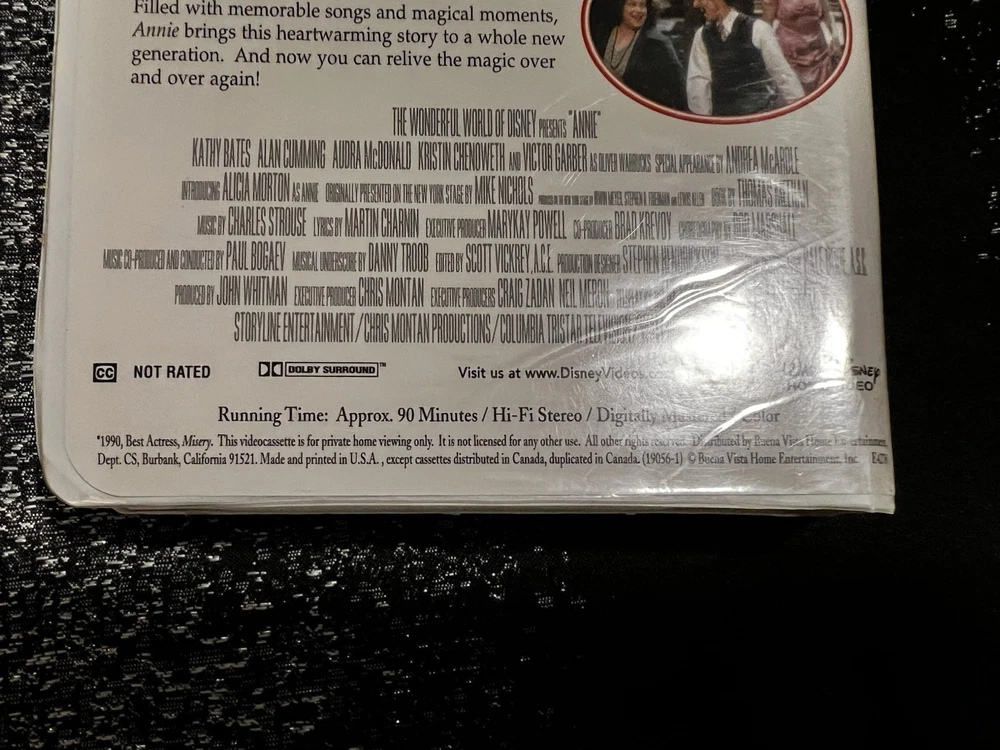 Filled with memorable songs and magical moments,
Annie brings this heartwarming story to a whole new
generation. And now you can relive the magic over
and over again!
THE WONDERFUL WORLD OF DISNEY PRESENTS "ANNIE"
KATHY BATES ALAN CUMMING AUDRA McDONALD KRISTIN CHENOWETH AND VICTOR GARBER AS OLIVER WARBUCKS SPECIAL APPEARANCE BY ANDREA McARDLE
INTRODUCING ALICIA MORTON AS ANNIE ORIGINALLY PRESENTED ON THE NEW YORK STAGE BY MIKE NICHOLS BOOK BY THOMAS MEEHAN
MUSIC BY CHARLES STROUSE LYRICS BY MARTIN CHARNIN EXECUTIVE PRODUCER MARYKAY POWELL CO-PRODUCER BRAD KREVOY CHOREOGRAPHY BY ROB MARSHALL
MUSIC CO-PRODUCED AND CONDUCTED BY PAUL BOGAEV MUSICAL UNDERSCORE BY DANNY TROOB EDITED BY SCOTT VICKREY, A.C.E. PRODUCTION DESIGNER STEPHEN
PRODUCED BY JOHN WHITMAN EXECUTIVE PRODUCER CHRIS MONTAN EXECUTIVE PRODUCERS CRAIG ZADAN NEIL MERON
STORYLINE ENTERTAINMENT/CHRIS MONTAN PRODUCTIONS/COLUMBIA TRISTAR TELEVISION
CC NOT RATED DOLBY SURROUND™ Visit us at www.DisneyVideos.
Running Time: Approx. 90 Minutes / Hi-Fi Stereo / Digitally Mastered / Color
*1990, Best Actress, Misery. This videocassette is for private home viewing only. It is not licensed for any other use. All other rights reserved. Distributed by Buena Vista Home Entertainment,
Dept. CS, Burbank, California 91521. Made and printed in U.S.A., except cassettes distributed in Canada, duplicated in Canada. (19056-1) © Buena Vista Home Entertainment, Inc.